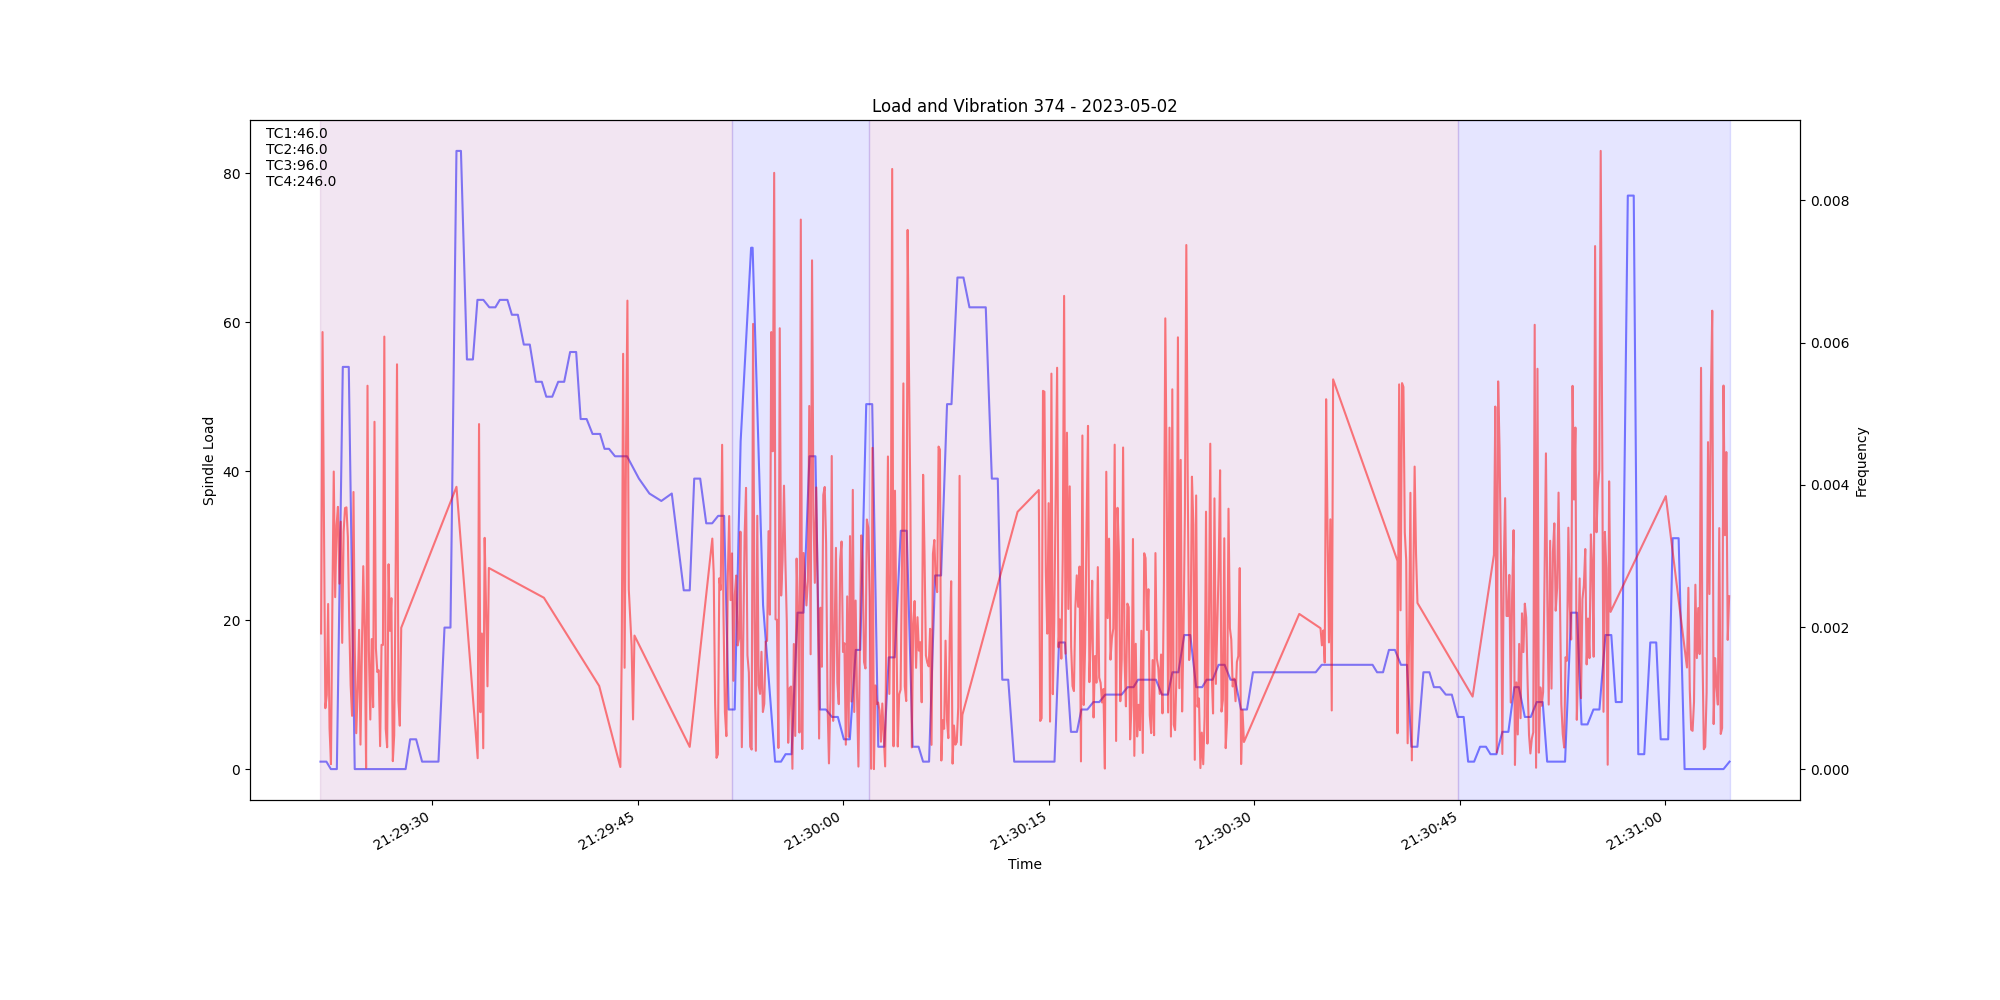 Load and Vibration 374 - 2023-05-02
TC1:46.0
TC2:46.0
TC3:96.0
TC4:246.0
80
60
40
20
0
Spindle Load
0.008
0.006
0.004
0.002
0.000
Frequency
21:29:30
21:29:45
21:30:00
21:30:15
21:30:30
21:30:45
21:31:00
Time